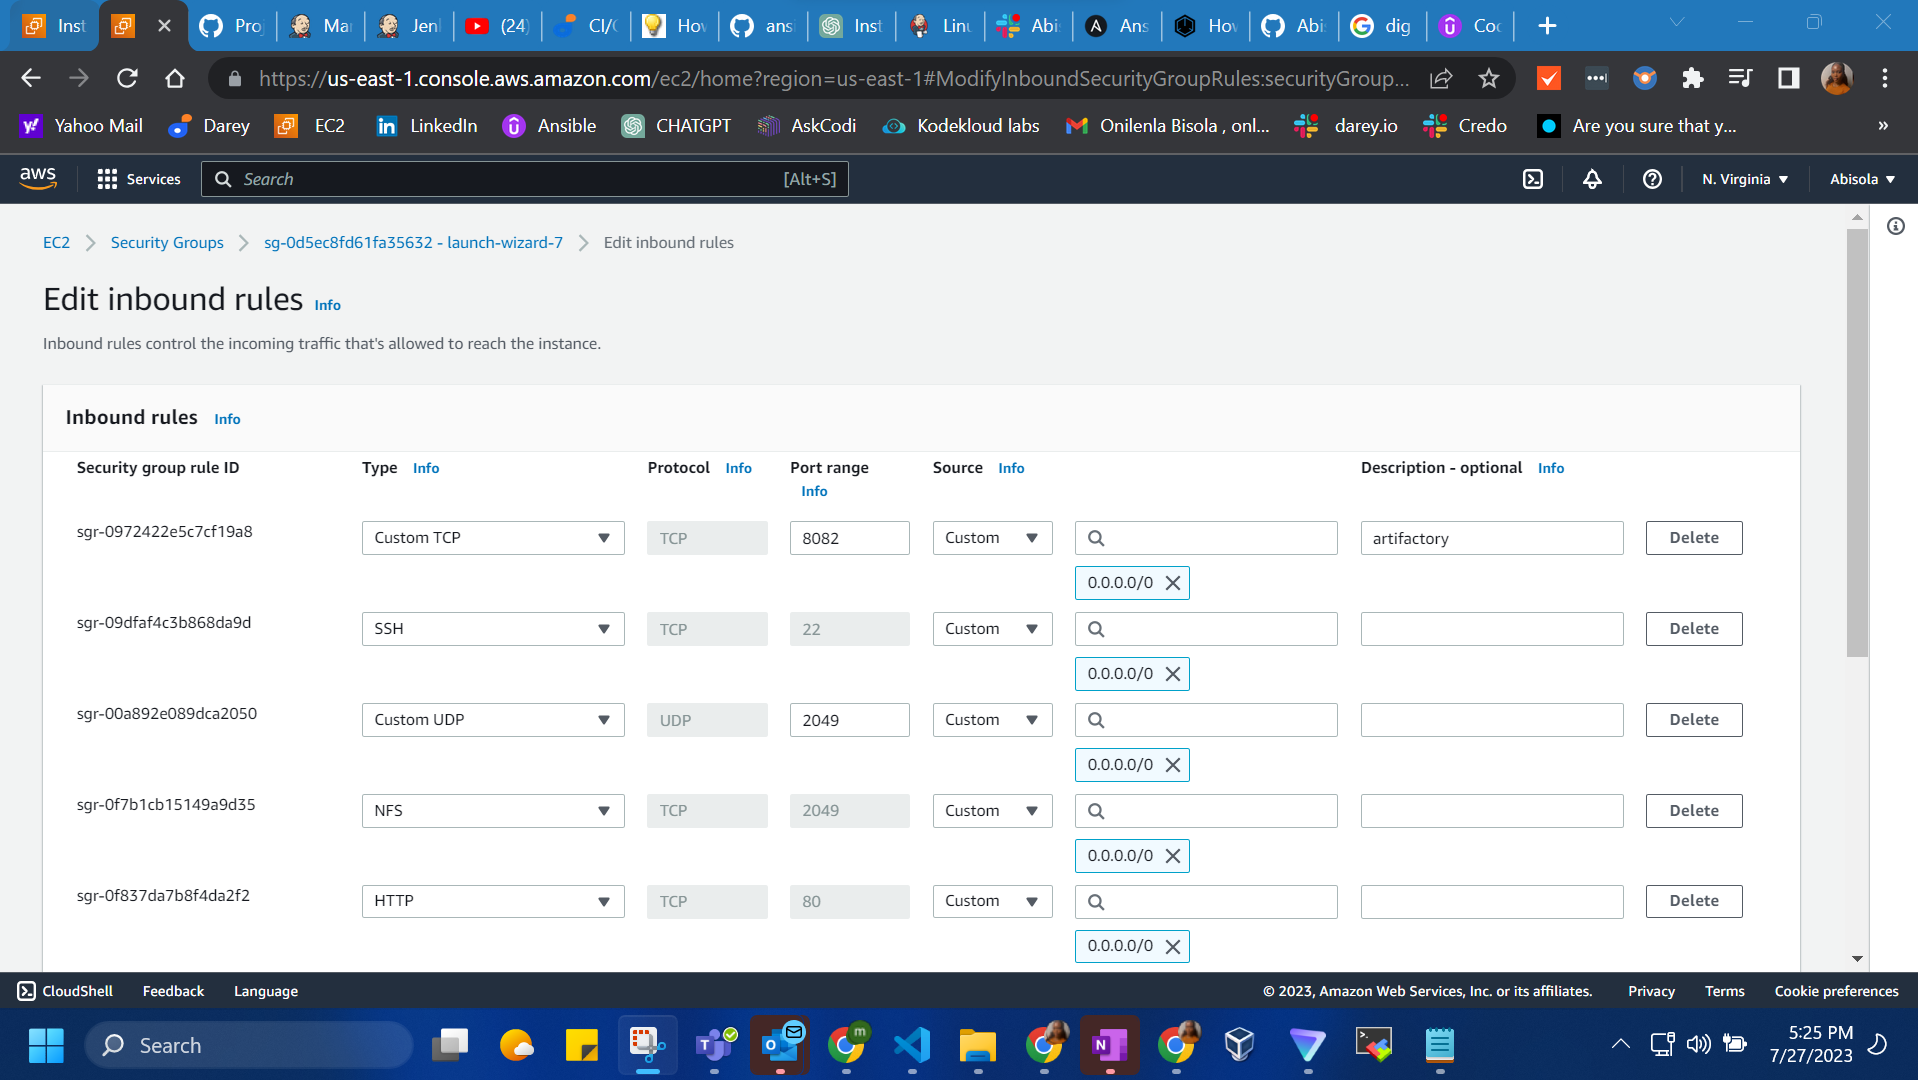 Inst
Pro
Mar
Jen
(24)
CI/C
How
ans
Inst
Linu
Abi
Ans
How
Abi
dig
Coc
https://us-east-1.console.aws.amazon.com/ec2/home?region=us-east-1#ModifyInboundSecurityGroupRules:securityGroup...
Yahoo Mail
Darey
EC2
LinkedIn
Ansible
CHATGPT
AskCodi
Kodekloud labs
Onilenla Bisola , onl...
darey.io
Credo
Are you sure that y...
»
aws
Services
Search
[Alt+S]
N. Virginia
Abisola
EC2
Security Groups
sg-0d5ec8fd61fa35632 - launch-wizard-7
Edit inbound rules
Edit inbound rules Info
Inbound rules control the incoming traffic that's allowed to reach the instance.
Inbound rules Info
Security group rule ID
Type Info
Protocol Info
Port range Info
Source Info
Description - optional Info
sgr-0972422e5c7cf19a8
Custom TCP
TCP
8082
Custom
artifactory
Delete
0.0.0.0/0
sgr-09dfaf4c3b868da9d
SSH
TCP
22
Custom
Delete
0.0.0.0/0
sgr-00a892e089dca2050
Custom UDP
UDP
2049
Custom
Delete
0.0.0.0/0
sgr-0f7b1cb15149a9d35
NFS
TCP
2049
Custom
Delete
0.0.0.0/0
sgr-0f837da7b8f4da2f2
HTTP
TCP
80
Custom
Delete
0.0.0.0/0
CloudShell
Feedback
Language
© 2023, Amazon Web Services, Inc. or its affiliates.
Privacy
Terms
Cookie preferences
Search
m
5:25 PM
7/27/2023